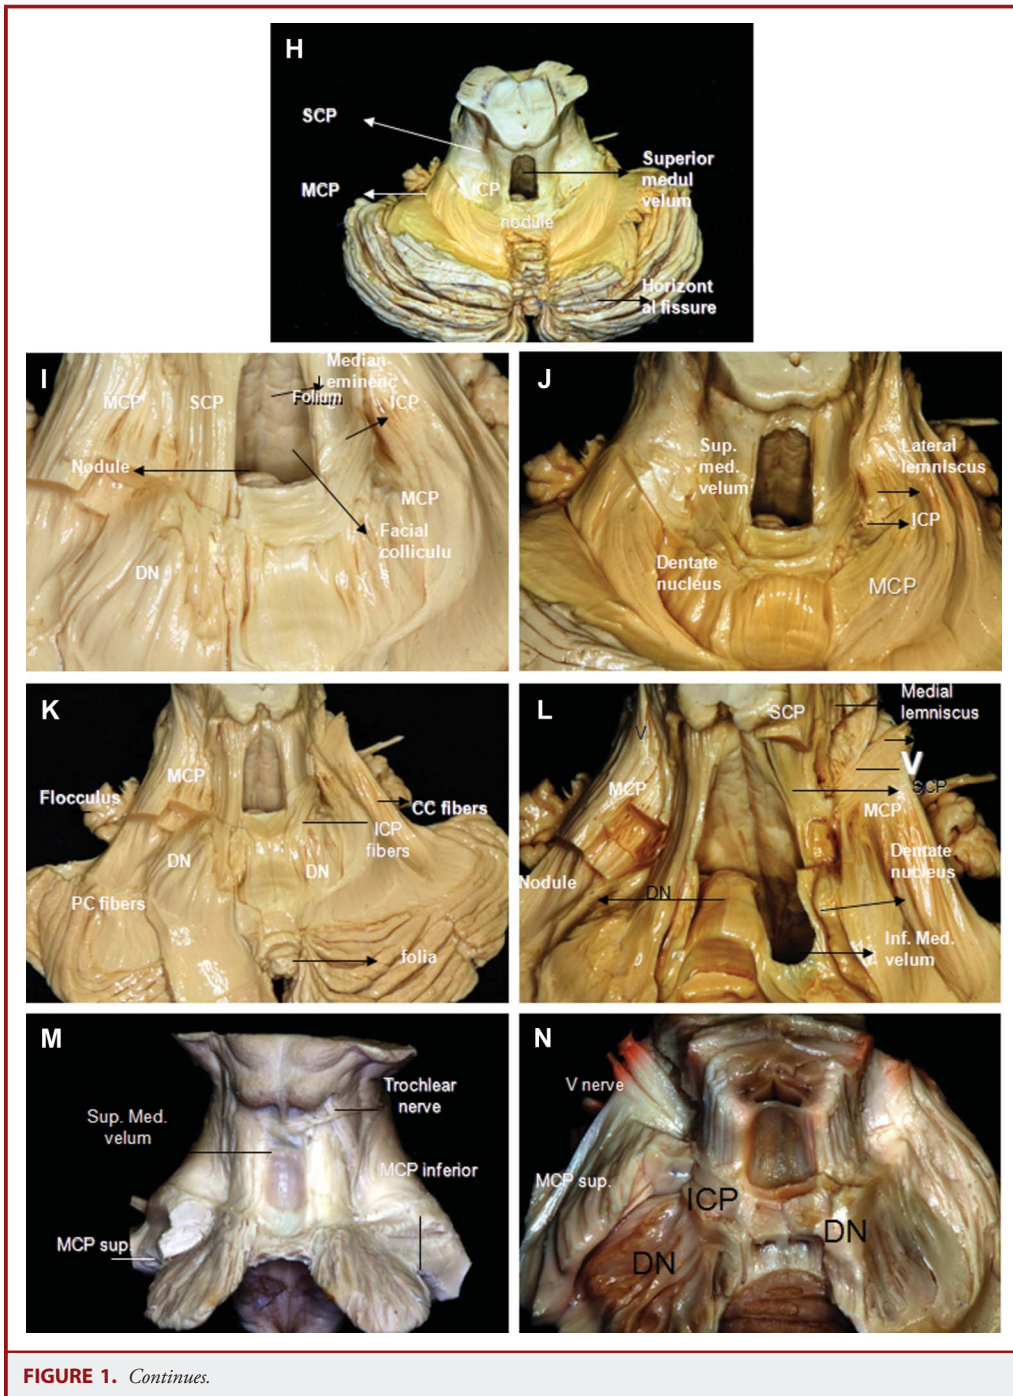 H
SCP
MCP
ICP
nodule
Superior
medul
velum
Horizont
al fissure
I
MCP
SCP
Median
eminenc
Folium
ICP
Nodule
MCP
Facial
colliculu
DN
J
Sup.
med.
velum
Lateral
lemniscus
ICP
Dentate
nucleus
MCP
K
MCP
Flocculus
CC fibers
ICP
fibers
DN
DN
PC fibers
folia
L
SCP
Medial
lemniscus
V
V
SCP
MCP
MCP
Dentate
nucleus
Nodule
DN
Inf. Med.
velum
M
Trochlear
nerve
Sup. Med.
velum
MCP inferior
MCP sup.
N
V nerve
MCP sup.
ICP
DN
DN
FIGURE 1. Continues.